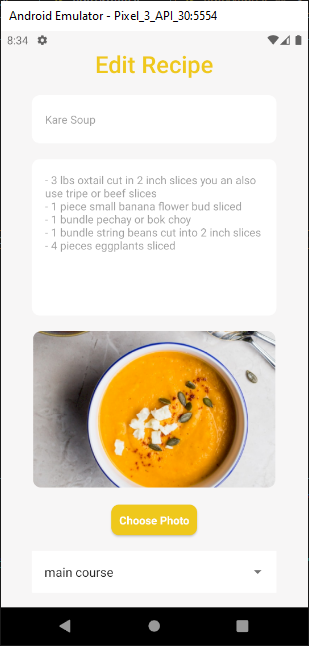 Android Emulator - Pixel_3_API_30:5554
8:34
Edit Recipe
Kare Soup
- 3 lbs oxtail cut in 2 inch slices you an also
use tripe or beef slices
- 1 piece small banana flower bud sliced
- 1 bundle pechay or bok choy
- 1 bundle string beans cut into 2 inch slices
- 4 pieces eggplants sliced
Choose Photo
main course